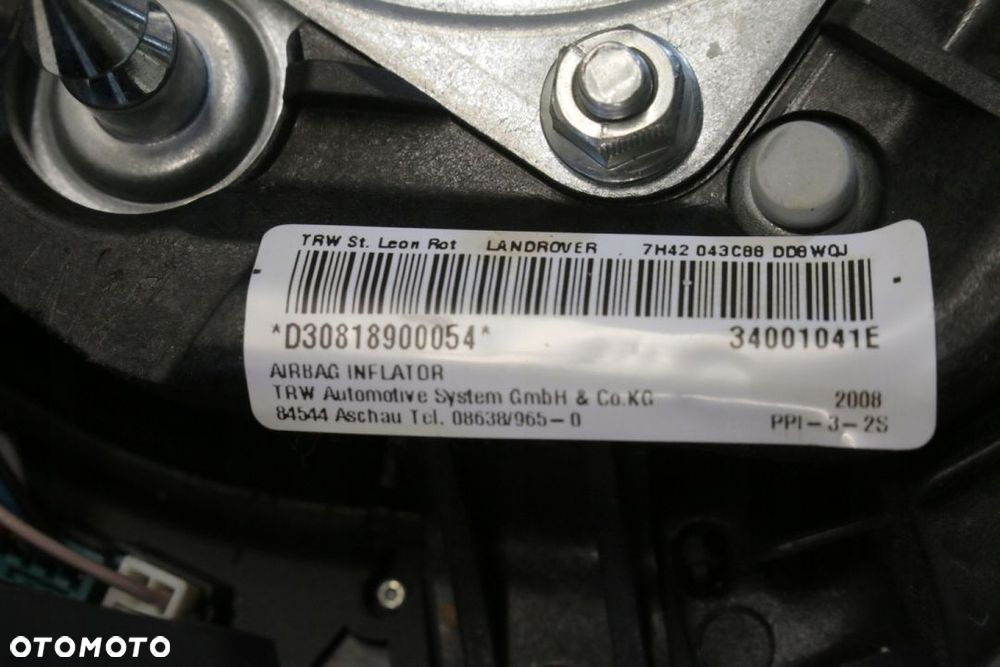 TRW St. Leon Rot LANDROVER 7H42 043C88 DD8WQJ
*D30818900054* 34001041E
AIRBAG INFLATOR
TRW Automotive System GmbH & Co.KG 2008
84544 Aschau Tel. 08638/965-0 PPI-3-2S
OTOMOTO